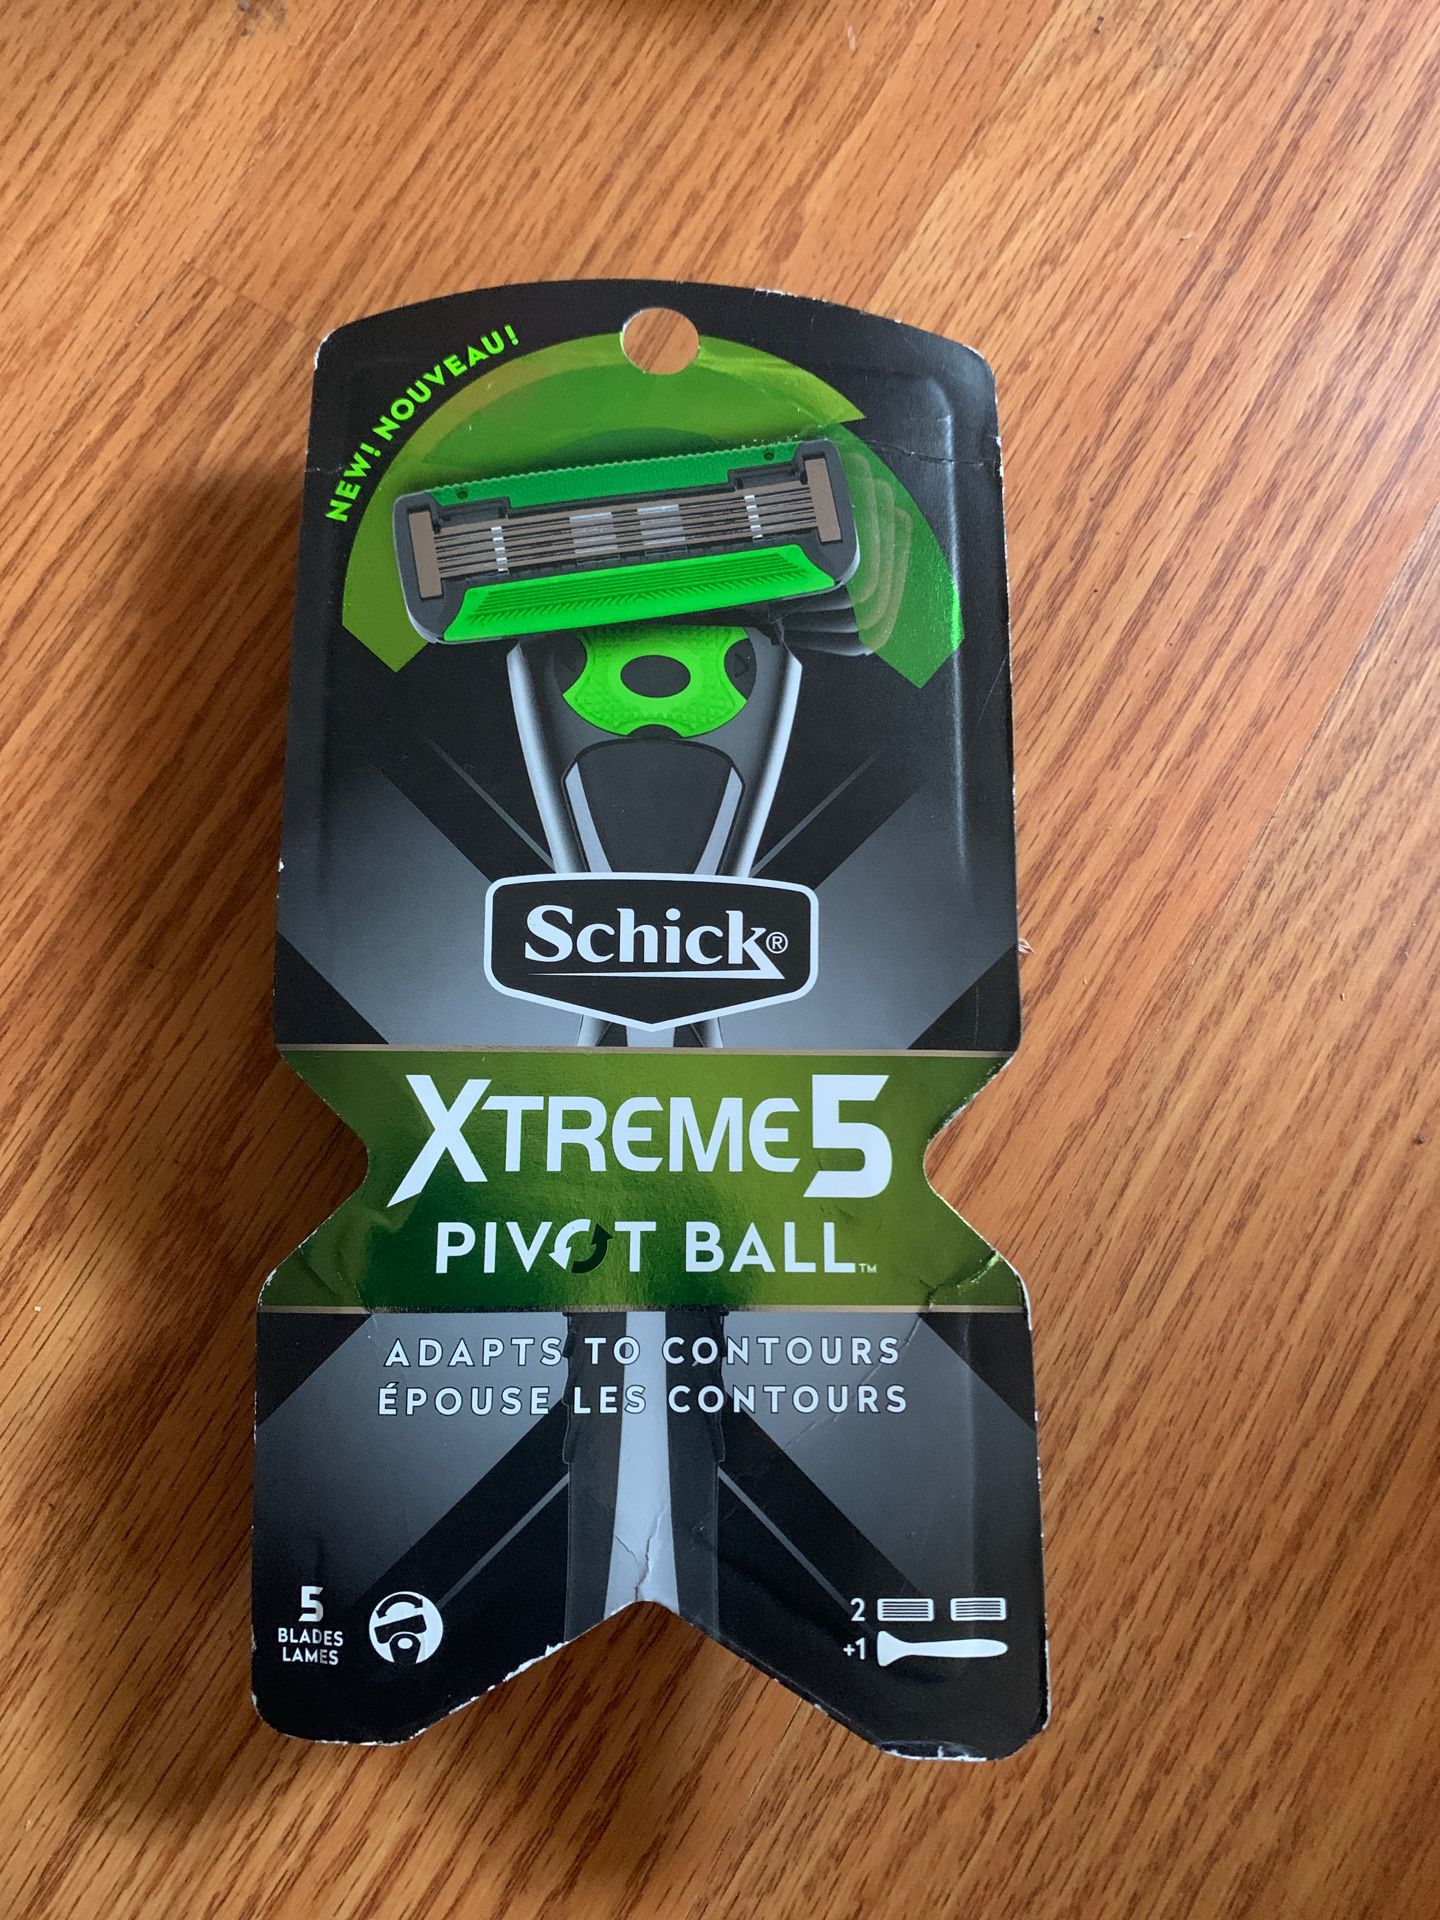 NEW! NOUVEAU!
Schick®
XTREME5
PIVOT BALL™
ADAPTS TO CONTOURS
ÉPOUSE LES CONTOURS
5
BLADES
LAMES
2
+1